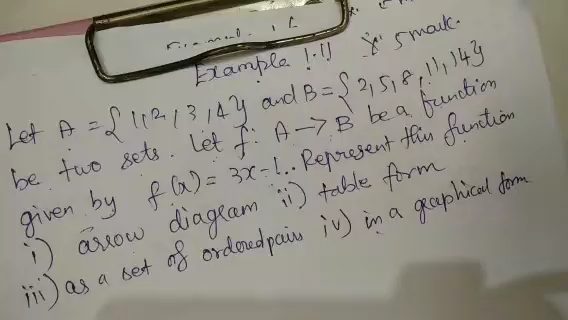 Example 1.11 X 5 mark.
Let A = {1,2,3,4} and B = {2,5,8,11,14}
be two sets. Let f: A → B be a function
given by f(x) = 3x-1. Represent this function
i) arrow diagram ii) table form
iii) as a set of ordered pairs iv) in a graphical form